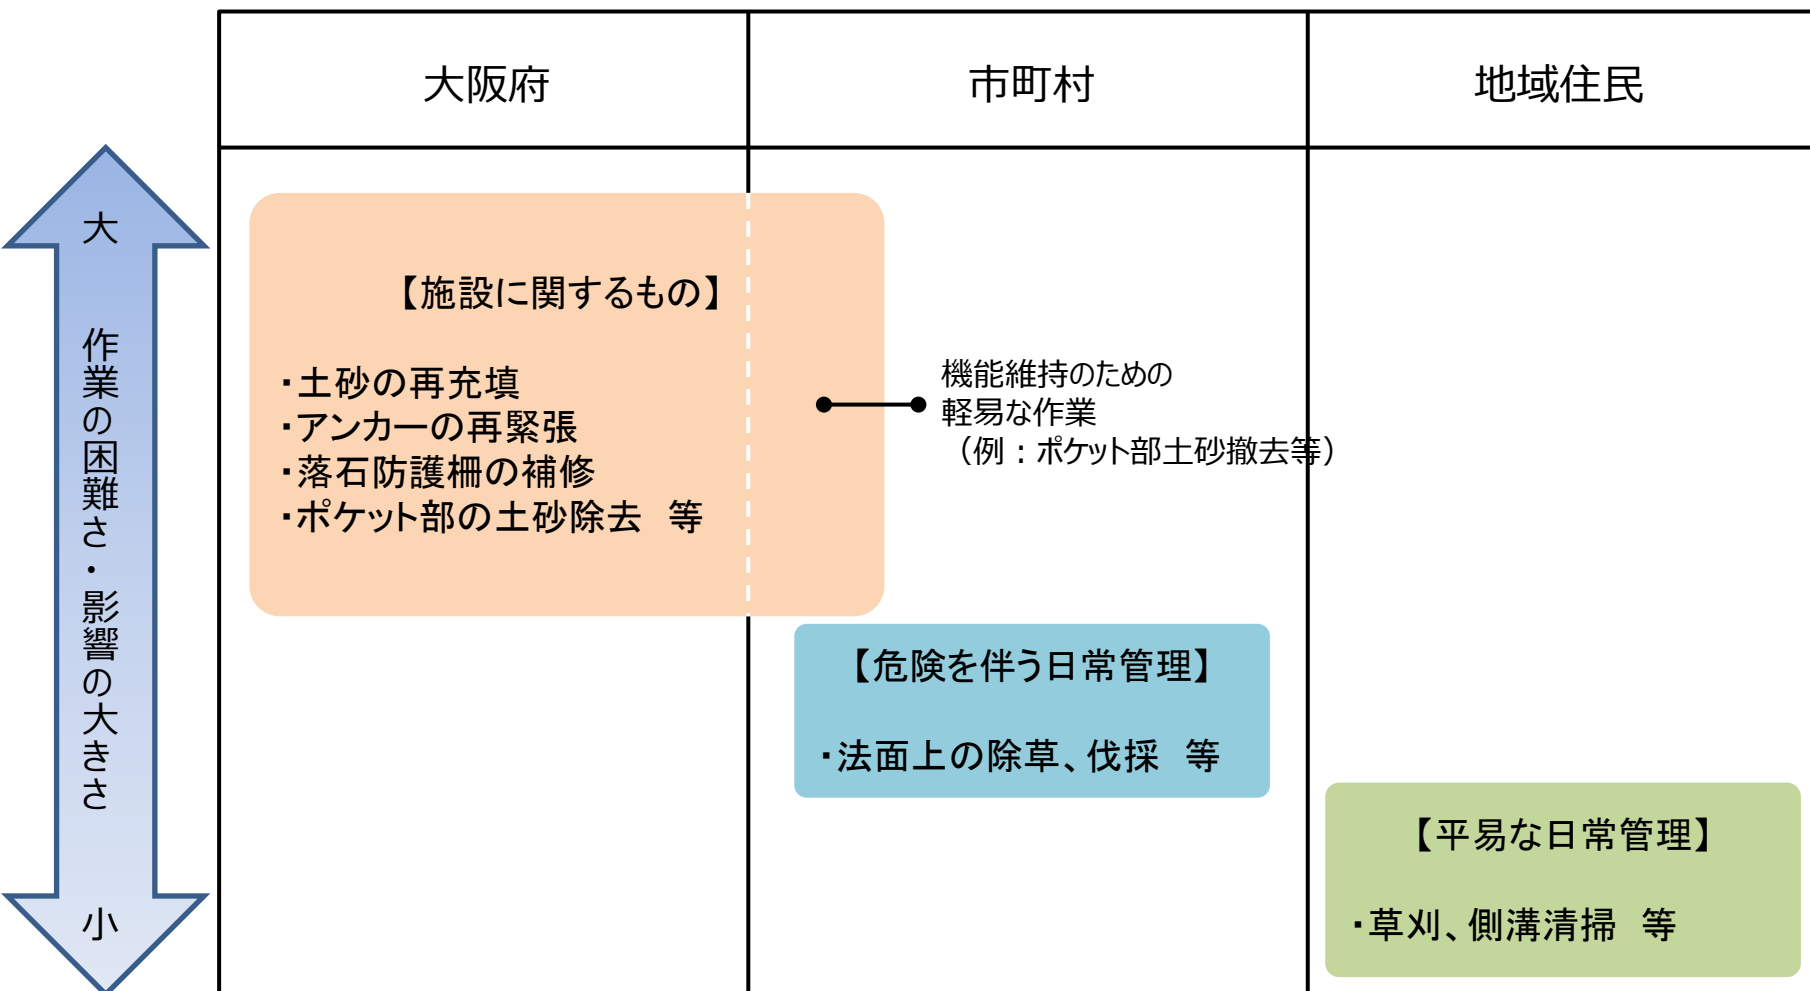 大阪府
市町村
地域住民
大
作業の困難さ・影響の大きさ
小
【施設に関するもの】
・土砂の再充填
・アンカーの再緊張
・落石防護柵の補修
・ポケット部の土砂除去　等
機能維持のための
軽易な作業
（例：ポケット部土砂撤去等）
【危険を伴う日常管理】
・法面上の除草、伐採　等
【平易な日常管理】
・草刈、側溝清掃　等